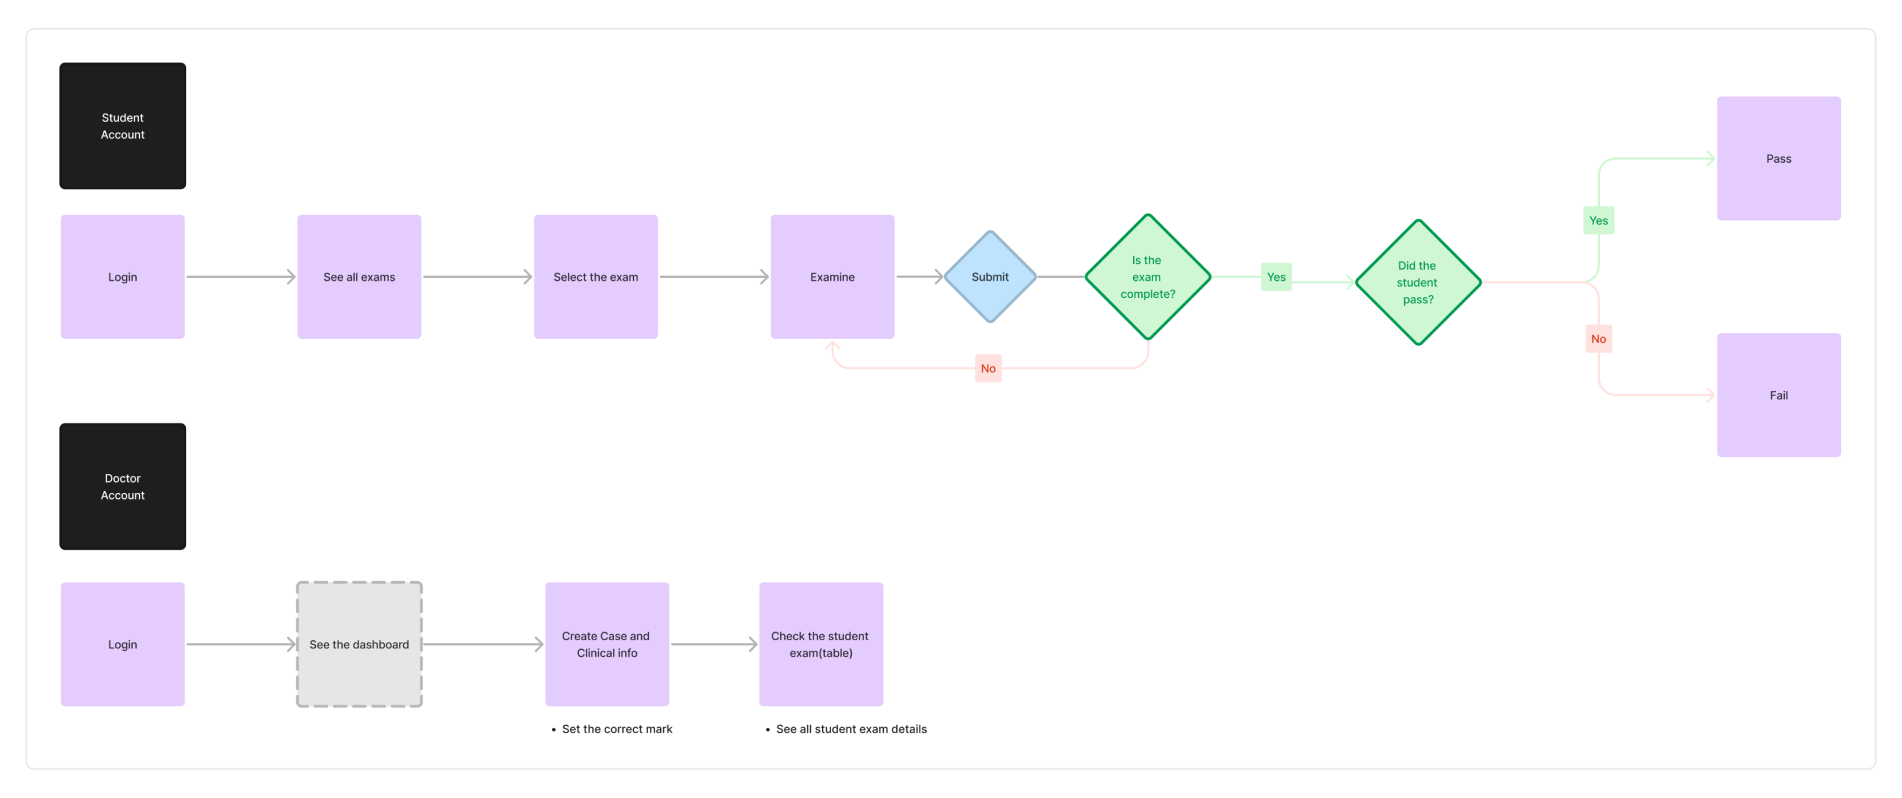 Student
Account
Login
See all exams
Select the exam
Examine
Submit
Is the
exam
complete?
Yes
No
Did the
student
pass?
Yes
No
Pass
Fail
Doctor
Account
Login
See the dashboard
Create Case and
Clinical info
• Set the correct mark
Check the student
exam(table)
• See all student exam details